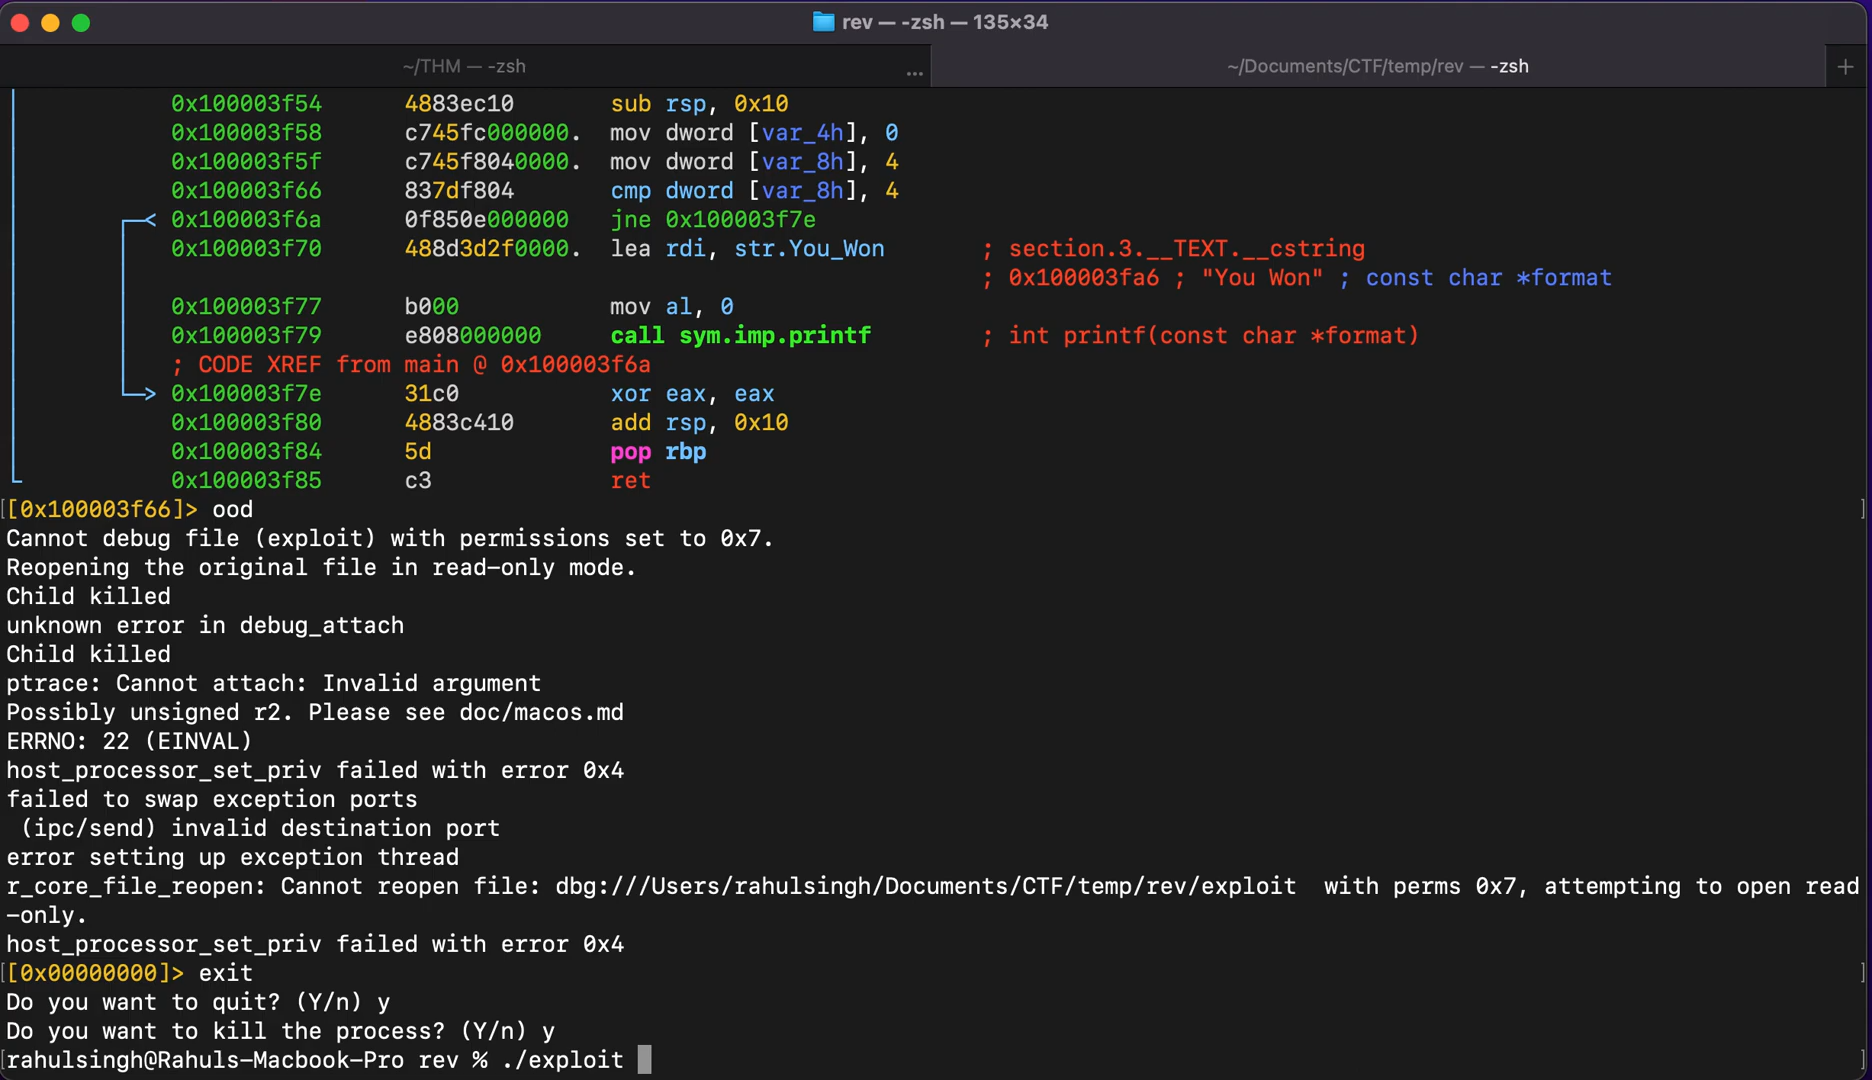 rev — -zsh — 135×34
~/THM — -zsh ... ~/Documents/CTF/temp/rev — -zsh +
0x100003f54 4883ec10 sub rsp, 0x10
0x100003f58 c745fc000000. mov dword [var_4h], 0
0x100003f5f c745f8040000. mov dword [var_8h], 4
0x100003f66 837df804 cmp dword [var_8h], 4
0x100003f6a 0f850e000000 jne 0x100003f7e
0x100003f70 488d3d2f0000. lea rdi, str.You_Won ; section.3.__TEXT.__cstring
; 0x100003fa6 ; "You Won" ; const char *format
0x100003f77 b000 mov al, 0
0x100003f79 e808000000 call sym.imp.printf ; int printf(const char *format)
; CODE XREF from main @ 0x100003f6a
0x100003f7e 31c0 xor eax, eax
0x100003f80 4883c410 add rsp, 0x10
0x100003f84 5d pop rbp
0x100003f85 c3 ret
[[0x100003f66]> ood ]
Cannot debug file (exploit) with permissions set to 0x7.
Reopening the original file in read-only mode.
Child killed
unknown error in debug_attach
Child killed
ptrace: Cannot attach: Invalid argument
Possibly unsigned r2. Please see doc/macos.md
ERRNO: 22 (EINVAL)
host_processor_set_priv failed with error 0x4
failed to swap exception ports
(ipc/send) invalid destination port
error setting up exception thread
r_core_file_reopen: Cannot reopen file: dbg:///Users/rahulsingh/Documents/CTF/temp/rev/exploit with perms 0x7, attempting to open read
-only.
host_processor_set_priv failed with error 0x4
[[0x00000000]> exit ]
Do you want to quit? (Y/n) y
Do you want to kill the process? (Y/n) y
[rahulsingh@Rahuls-Macbook-Pro rev % ./exploit ]